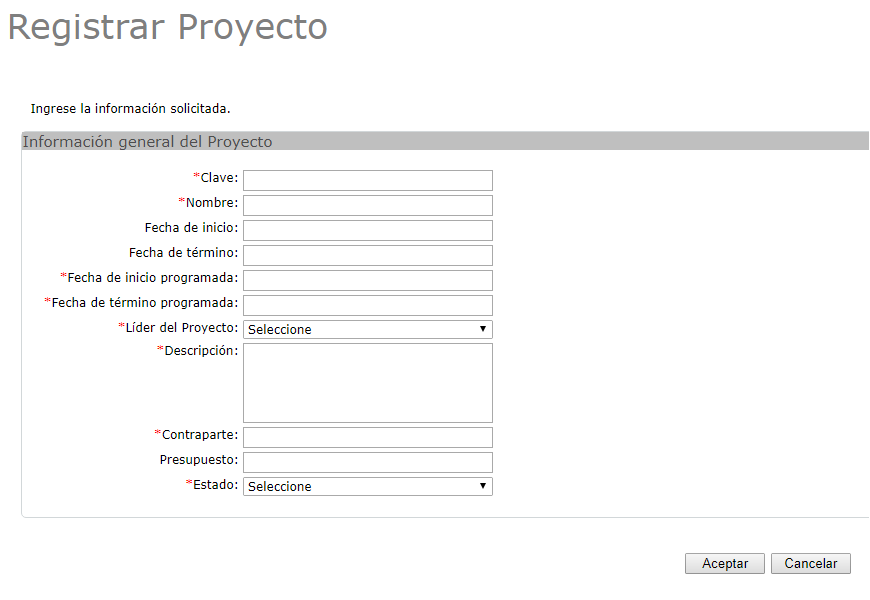 Registrar Proyecto
Ingrese la información solicitada.
Información general del Proyecto
*Clave:
*Nombre:
Fecha de inicio:
Fecha de término:
*Fecha de inicio programada:
*Fecha de término programada:
*Líder del Proyecto: Seleccione
*Descripción:
*Contraparte:
Presupuesto:
*Estado: Seleccione
Aceptar Cancelar